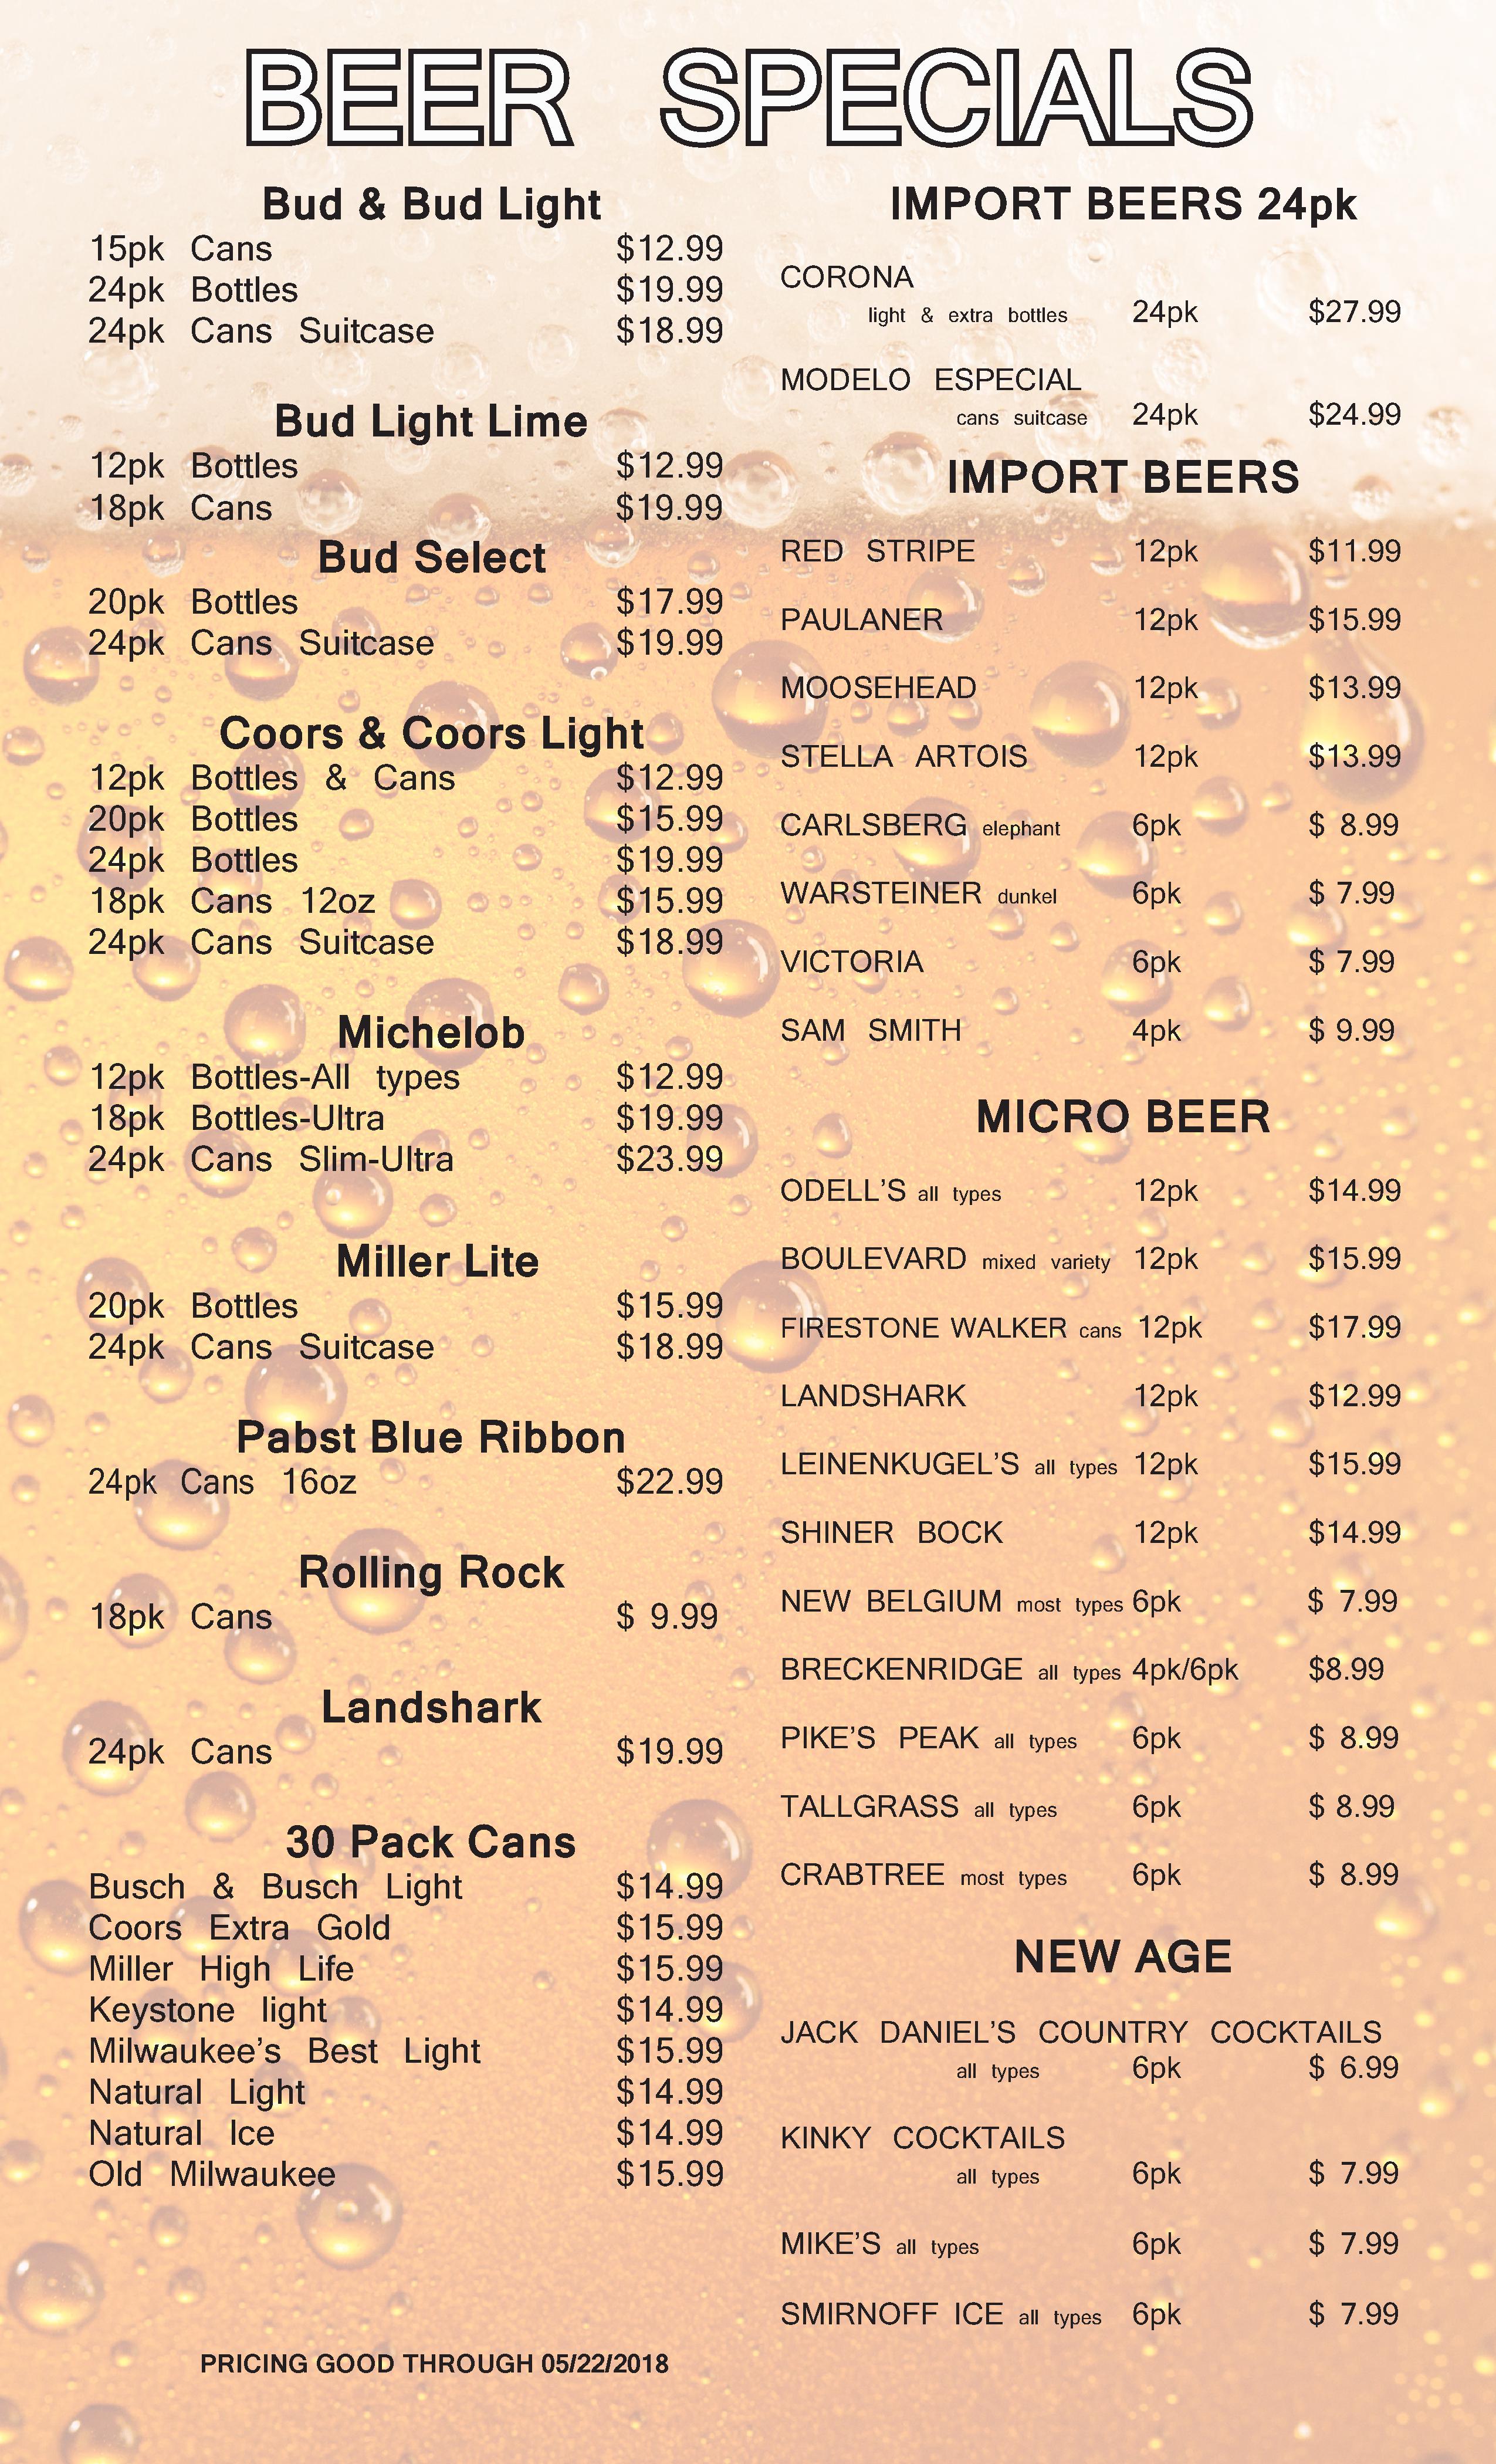 BEER SPECIALS
Bud & Bud Light
15pk Cans $12.99
24pk Bottles $19.99
24pk Cans Suitcase $18.99
Bud Light Lime
12pk Bottles $12.99
18pk Cans $19.99
Bud Select
20pk Bottles $17.99
24pk Cans Suitcase $19.99
Coors & Coors Light
12pk Bottles & Cans $12.99
20pk Bottles $15.99
24pk Bottles $19.99
18pk Cans 12oz $15.99
24pk Cans Suitcase $18.99
Michelob
12pk Bottles-All types $12.99
18pk Bottles-Ultra $19.99
24pk Cans Slim-Ultra $23.99
Miller Lite
20pk Bottles $15.99
24pk Cans Suitcase $18.99
Pabst Blue Ribbon
24pk Cans 16oz $22.99
Rolling Rock
18pk Cans $ 9.99
Landshark
24pk Cans $19.99
30 Pack Cans
Busch & Busch Light $14.99
Coors Extra Gold $15.99
Miller High Life $15.99
Keystone light $14.99
Milwaukee’s Best Light $15.99
Natural Light $14.99
Natural Ice $14.99
Old Milwaukee $15.99
PRICING GOOD THROUGH 05/22/2018
IMPORT BEERS 24pk
CORONA
light & extra bottles 24pk $27.99
MODELO ESPECIAL
cans suitcase 24pk $24.99
IMPORT BEERS
RED STRIPE 12pk $11.99
PAULANER 12pk $15.99
MOOSEHEAD 12pk $13.99
STELLA ARTOIS 12pk $13.99
CARLSBERG elephant 6pk $ 8.99
WARSTEINER dunkel 6pk $ 7.99
VICTORIA 6pk $ 7.99
SAM SMITH 4pk $ 9.99
MICRO BEER
ODELL’S all types 12pk $14.99
BOULEVARD mixed variety 12pk $15.99
FIRESTONE WALKER cans 12pk $17.99
LANDSHARK 12pk $12.99
LEINENKUGEL’S all types 12pk $15.99
SHINER BOCK 12pk $14.99
NEW BELGIUM most types 6pk $ 7.99
BRECKENRIDGE all types 4pk/6pk $8.99
PIKE’S PEAK all types 6pk $ 8.99
TALLGRASS all types 6pk $ 8.99
CRABTREE most types 6pk $ 8.99
NEW AGE
JACK DANIEL’S COUNTRY COCKTAILS
all types 6pk $ 6.99
KINKY COCKTAILS
all types 6pk $ 7.99
MIKE’S all types 6pk $ 7.99
SMIRNOFF ICE all types 6pk $ 7.99